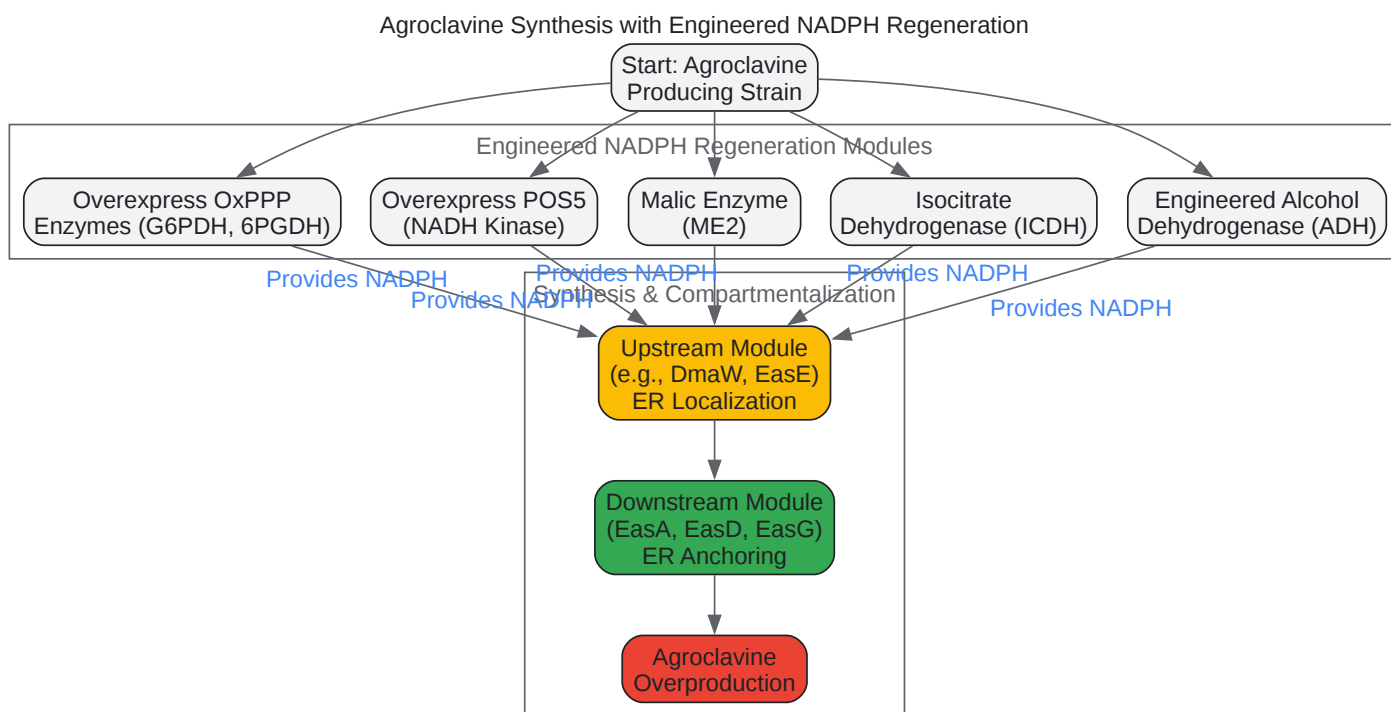 Agroclavine Synthesis with Engineered NADPH Regeneration
Start: Agroclavine
Producing Strain
Engineered NADPH Regeneration Modules
Overexpress OxPPP
Enzymes (G6PDH, 6PGDH)
Overexpress POS5
(NADH Kinase)
Malic Enzyme
(ME2)
Isocitrate
Dehydrogenase (ICDH)
Engineered Alcohol
Dehydrogenase (ADH)
Provides NADPH
Provides NADPH
Provides NADPH
Provides NADPH
Provides NADPH
Synthesis & Compartmentalization
Upstream Module
(e.g., DmaW, EasE)
ER Localization
Downstream Module
(EasA, EasD, EasG)
ER Anchoring
Agroclavine
Overproduction